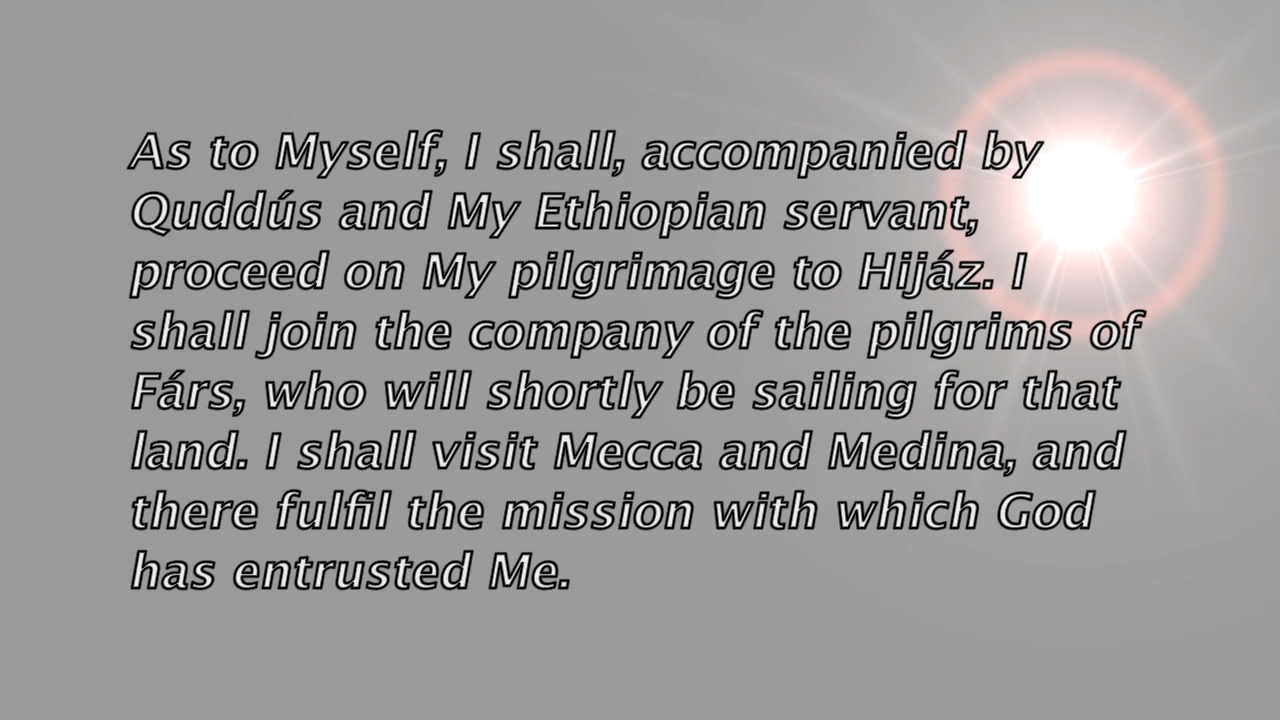 As to Myself, I shall, accompanied by
Quddús and My Ethiopian servant,
proceed on My pilgrimage to Hijáz. I
shall join the company of the pilgrims of
Fárs, who will shortly be sailing for that
land. I shall visit Mecca and Medina, and
there fulfil the mission with which God
has entrusted Me.